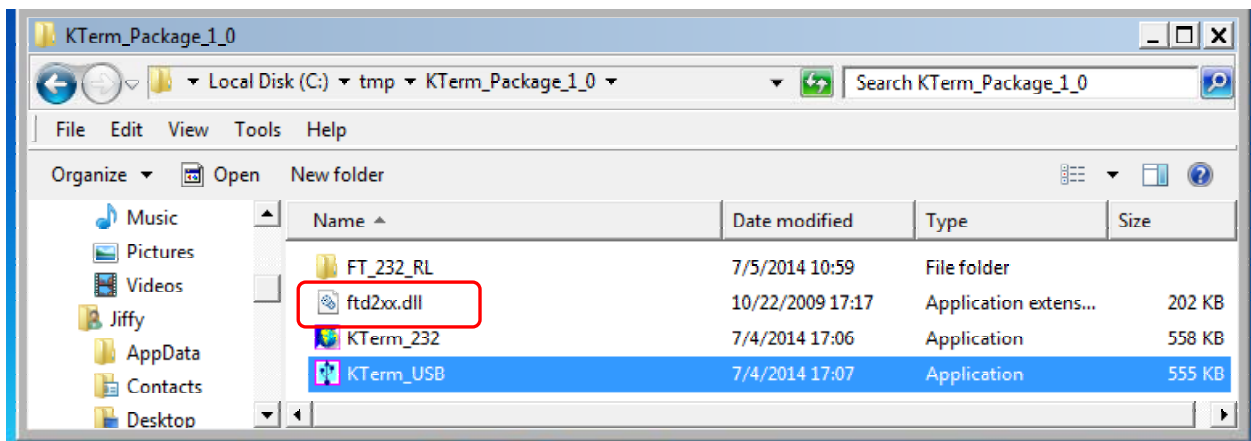 KTerm_Package_1_0
Local Disk (C:) tmp KTerm_Package_1_0 Search KTerm_Package_1_0
File Edit View Tools Help
Organize Open New folder
Music Name Date modified Type Size
Pictures
FT_232_RL 7/5/2014 10:59 File folder
Videos
ftd2xx.dll 10/22/2009 17:17 Application extens... 202 KB
Jiffy
KTerm_232 7/4/2014 17:06 Application 558 KB
AppData
KTerm_USB 7/4/2014 17:07 Application 555 KB
Contacts
Desktop